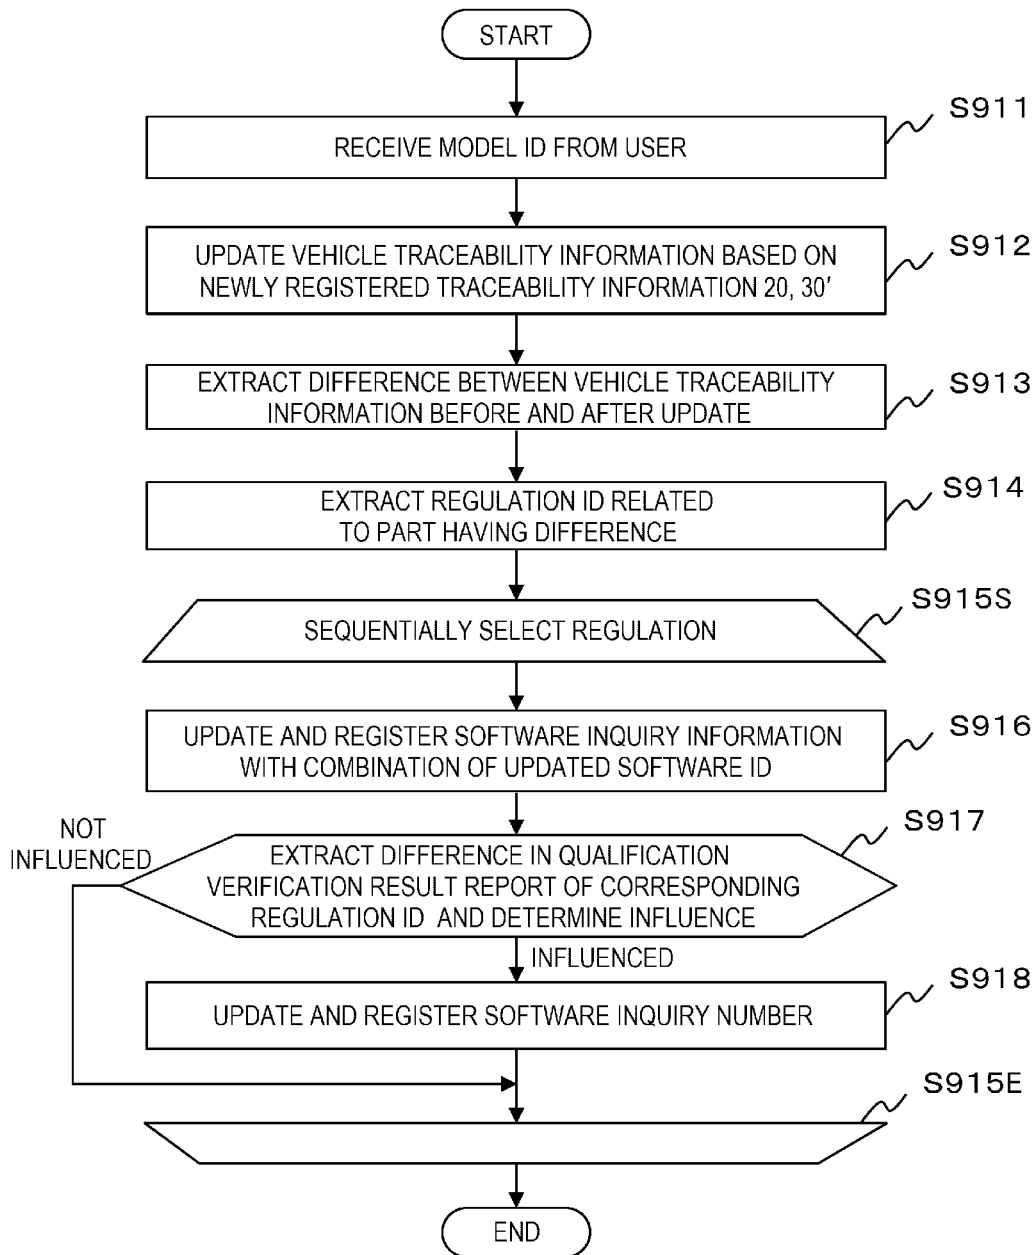 START
S911
RECEIVE MODEL ID FROM USER
S912
UPDATE VEHICLE TRACEABILITY INFORMATION BASED ON
NEWLY REGISTERED TRACEABILITY INFORMATION 20, 30′
S913
EXTRACT DIFFERENCE BETWEEN VEHICLE TRACEABILITY
INFORMATION BEFORE AND AFTER UPDATE
S914
EXTRACT REGULATION ID RELATED
TO PART HAVING DIFFERENCE
S915S
SEQUENTIALLY SELECT REGULATION
S916
UPDATE AND REGISTER SOFTWARE INQUIRY INFORMATION
WITH COMBINATION OF UPDATED SOFTWARE ID
S917
NOT
INFLUENCED
EXTRACT DIFFERENCE IN QUALIFICATION
VERIFICATION RESULT REPORT OF CORRESPONDING
REGULATION ID AND DETERMINE INFLUENCE
INFLUENCED
S918
UPDATE AND REGISTER SOFTWARE INQUIRY NUMBER
S915E
END